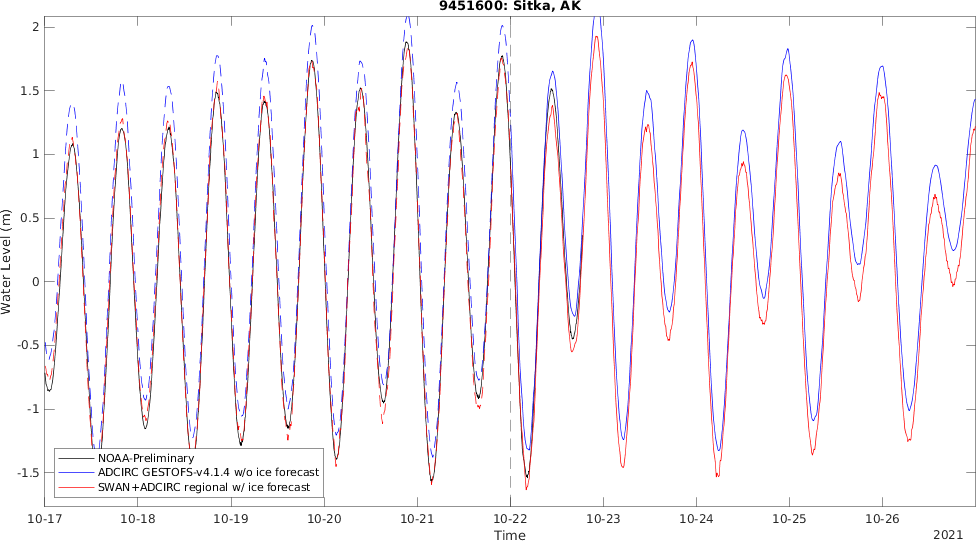 9451600: Sitka, AK
2
1.5
1
0.5
0
-0.5
-1
-1.5
Water Level (m)
NOAA-Preliminary
ADCIRC GESTOFS-v4.1.4 w/o ice forecast
SWAN+ADCIRC regional w/ ice forecast
10-17 10-18 10-19 10-20 10-21 10-22 10-23 10-24 10-25 10-26
Time
2021